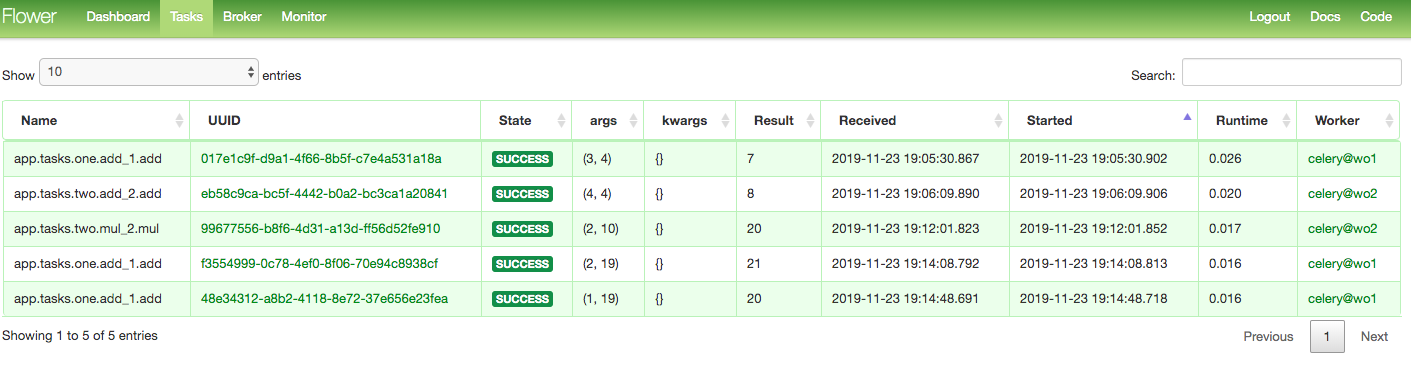 Flower Dashboard Tasks Broker Monitor Logout Docs Code
Show 10 entries Search:
Name UUID State args kwargs Result Received Started Runtime Worker
app.tasks.one.add_1.add 017e1c9f-d9a1-4f66-8b5f-c7e4a531a18a SUCCESS (3, 4) {} 7 2019-11-23 19:05:30.867 2019-11-23 19:05:30.902 0.026 celery@wo1
app.tasks.two.add_2.add eb58c9ca-bc5f-4442-b0a2-bc3ca1a20841 SUCCESS (4, 4) {} 8 2019-11-23 19:06:09.890 2019-11-23 19:06:09.906 0.020 celery@wo2
app.tasks.two.mul_2.mul 99677556-b8f6-4d31-a13d-ff56d52fe910 SUCCESS (2, 10) {} 20 2019-11-23 19:12:01.823 2019-11-23 19:12:01.852 0.017 celery@wo2
app.tasks.one.add_1.add f3554999-0c78-4ef0-8f06-70e94c8938cf SUCCESS (2, 19) {} 21 2019-11-23 19:14:08.792 2019-11-23 19:14:08.813 0.016 celery@wo1
app.tasks.one.add_1.add 48e34312-a8b2-4118-8e72-37e656e23fea SUCCESS (1, 19) {} 20 2019-11-23 19:14:48.691 2019-11-23 19:14:48.718 0.016 celery@wo1
Showing 1 to 5 of 5 entries Previous 1 Next